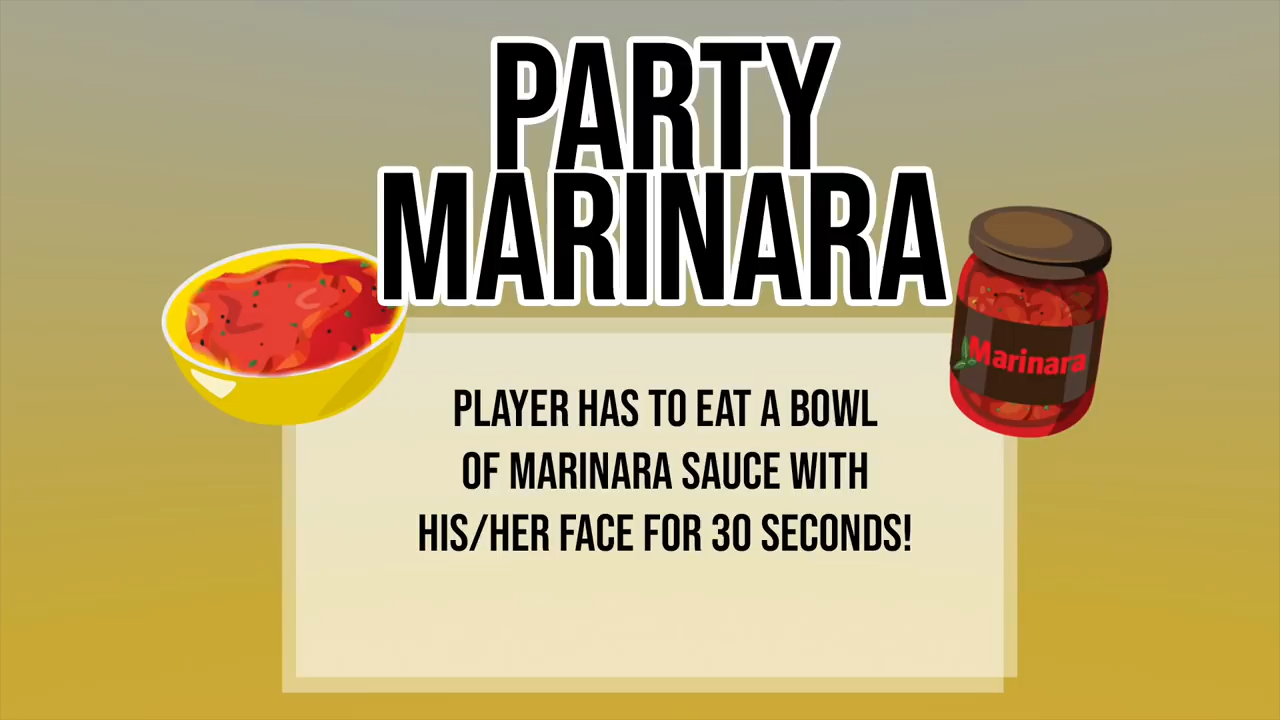 PARTY
MARINARA
Marinara
PLAYER HAS TO EAT A BOWL
OF MARINARA SAUCE WITH
HIS/HER FACE FOR 30 SECONDS!